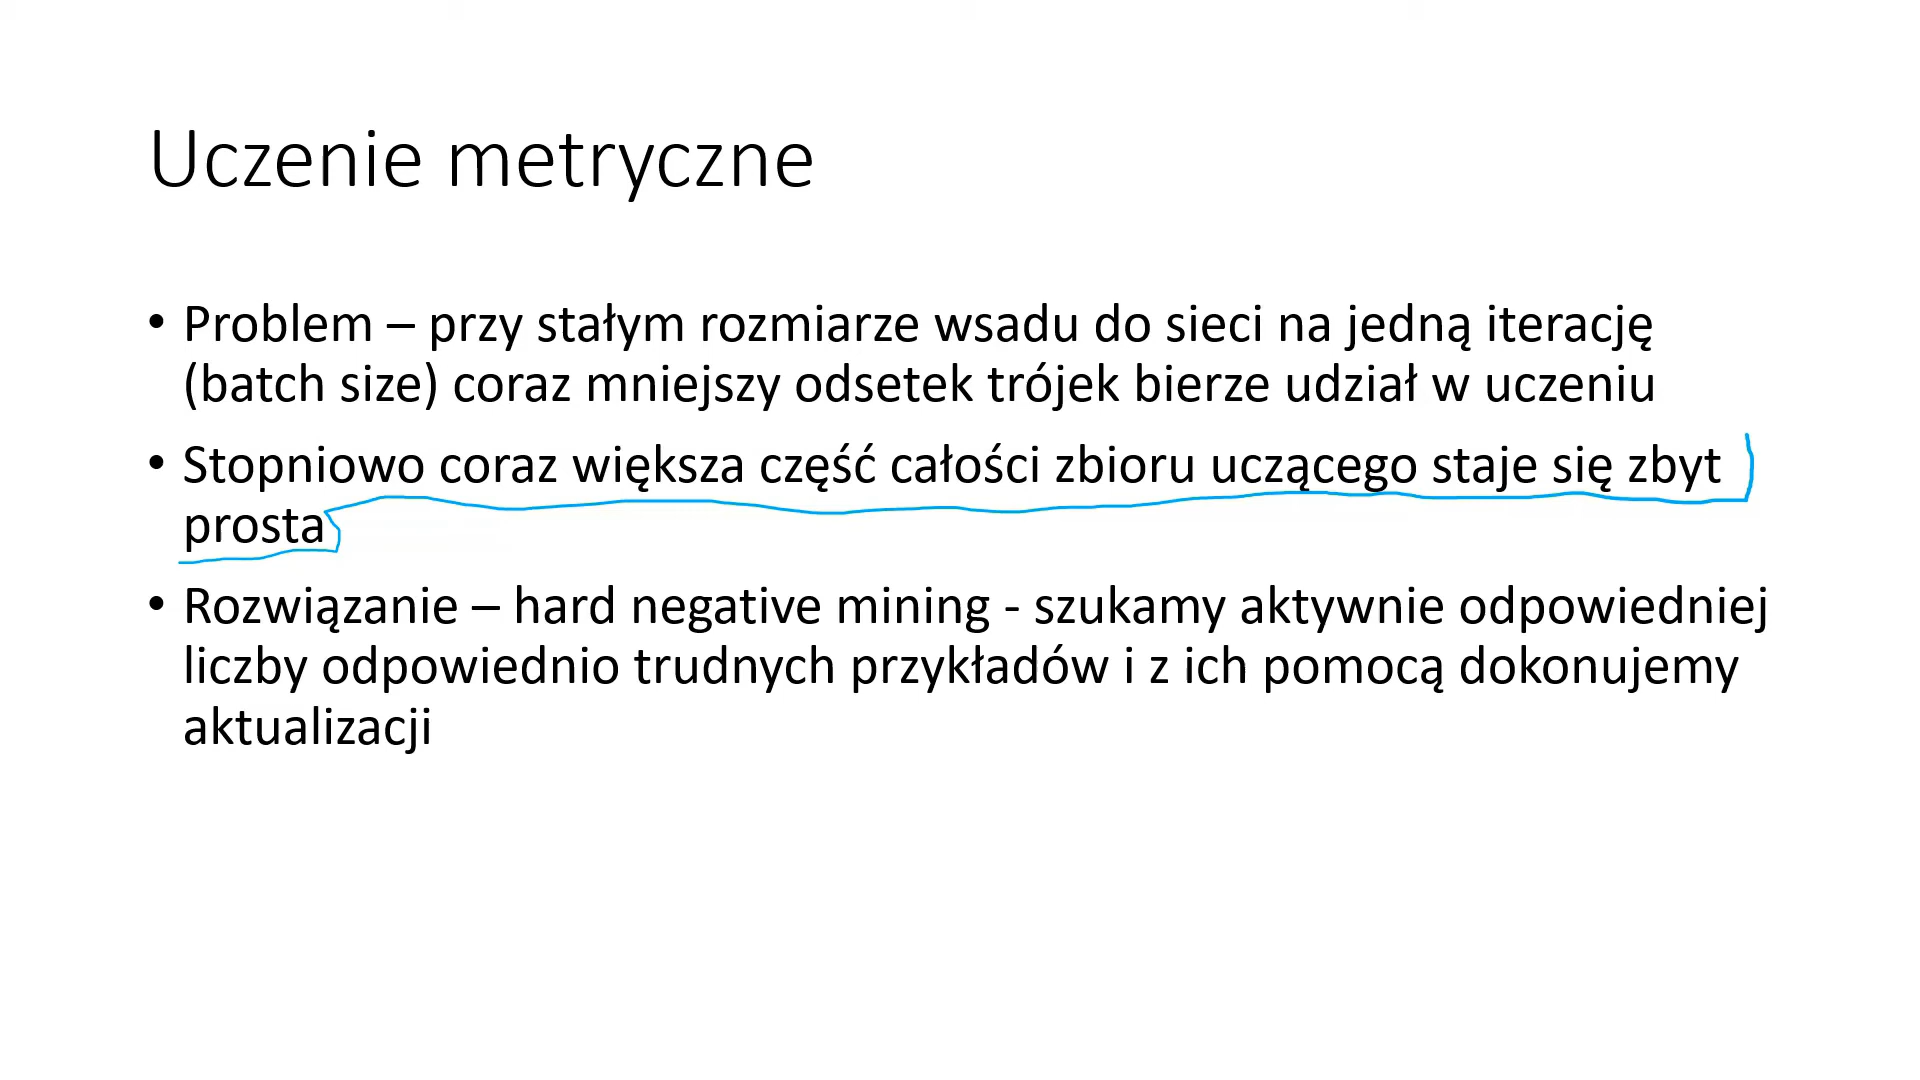 Uczenie metryczne
• Problem – przy stałym rozmiarze wsadu do sieci na jedną iterację
(batch size) coraz mniejszy odsetek trójek bierze udział w uczeniu
• Stopniowo coraz większa część całości zbioru uczącego staje się zbyt
prosta
• Rozwiązanie – hard negative mining - szukamy aktywnie odpowiedniej
liczby odpowiednio trudnych przykładów i z ich pomocą dokonujemy
aktualizacji